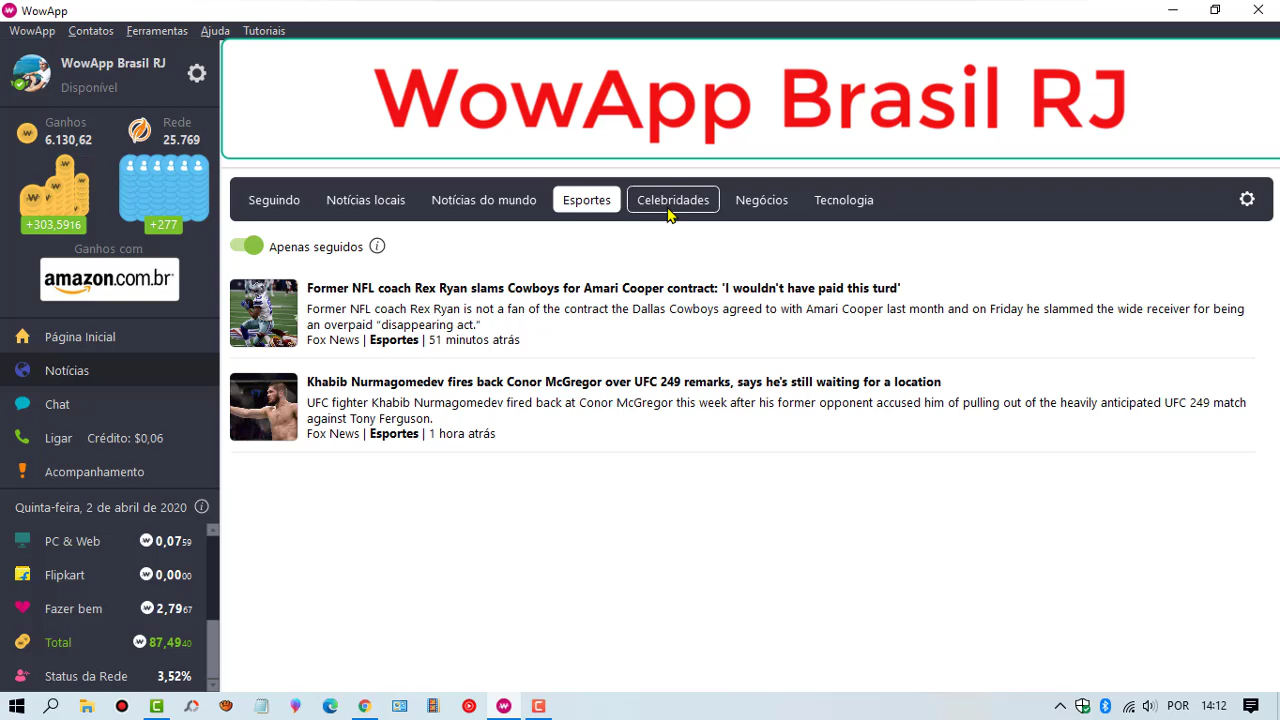 WowApp
WowApp Contatos Ferramentas Ajuda Tutoriais
WowApp Brasil RJ
Disponível
Ganhos
6.130,62
Rede
25.769
+303,5916
+277
Ganhos com
amazon.com.br
Página Inicial
Notícias
Chat
Ligar Crédito: $0,06
Acompanhamento
Quinta-feira, 2 de abril de 2020
PC & Web 0,0759
Flipkart 0,0000
Fazer bem 2,7967
Total 87,4940
Status da Rede 3,52%
WowApp Brasil RJ
Seguindo Notícias locais Notícias do mundo Esportes Celebridades Negócios Tecnologia
Apenas seguidos
Former NFL coach Rex Ryan slams Cowboys for Amari Cooper contract: 'I wouldn't have paid this turd'
Former NFL coach Rex Ryan is not a fan of the contract the Dallas Cowboys agreed to with Amari Cooper last month and on Friday he slammed the wide receiver for being
an overpaid "disappearing act."
Fox News | Esportes | 51 minutos atrás
Khabib Nurmagomedov fires back Conor McGregor over UFC 249 remarks, says he's still waiting for a location
UFC fighter Khabib Nurmagomedov fired back at Conor McGregor this week after his former opponent accused him of pulling out of the heavily anticipated UFC 249 match
against Tony Ferguson.
Fox News | Esportes | 1 hora atrás
POR 14:12